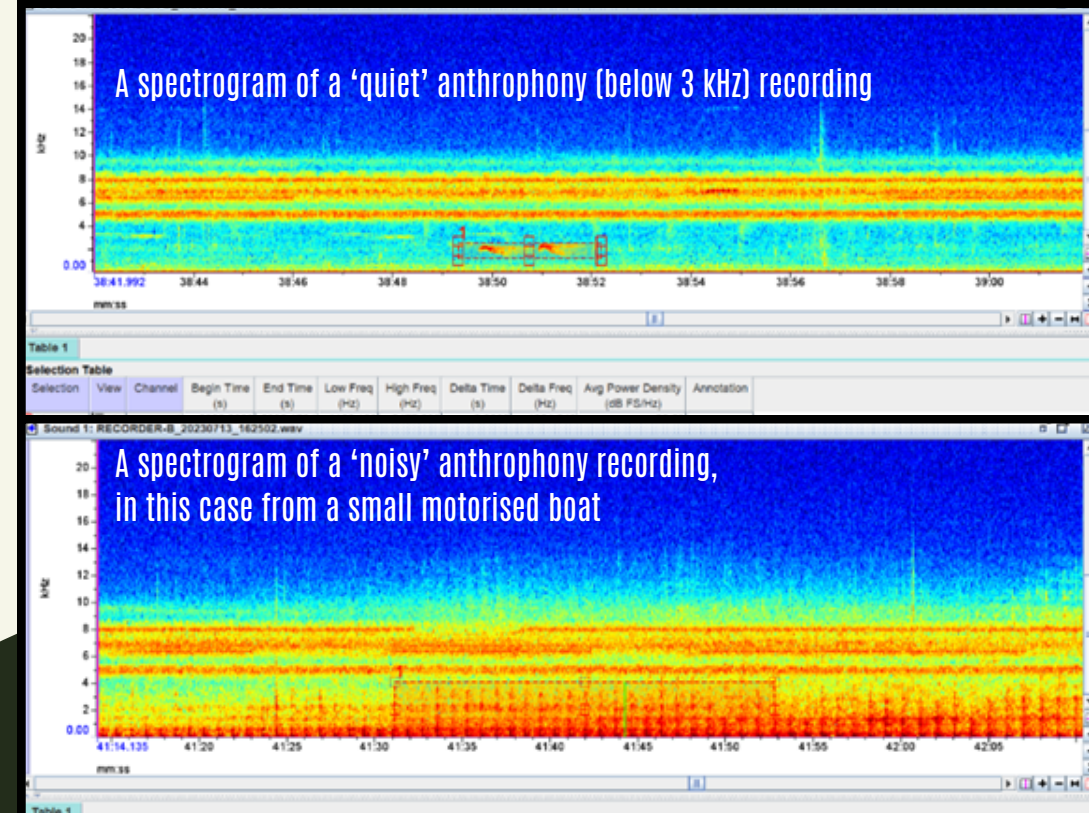 A spectrogram of a ‘quiet’ anthrophony (below 3 kHz) recording
20
18
16
14
12
10
8
6
4
0.00
kHz
1
38:41.992 38:44 38:46 38:48 38:50 38:52 38:54 38:56 38:58 39:00
mm:ss
Table 1
Selection Table
Selection View Channel Begin Time (s) End Time (s) Low Freq (Hz) High Freq (Hz) Delta Time (s) Delta Freq (Hz) Avg Power Density (dB FS/Hz) Annotation
Sound 1: RECORDER-B_20230713_162502.wav
A spectrogram of a ‘noisy’ anthrophony recording,
in this case from a small motorised boat
20
18
16
14
12
10
8
6
4
2
0.00
kHz
1
41:14.135 41:20 41:25 41:30 41:35 41:40 41:45 41:50 41:55 42:00 42:05
mm:ss
Table 1